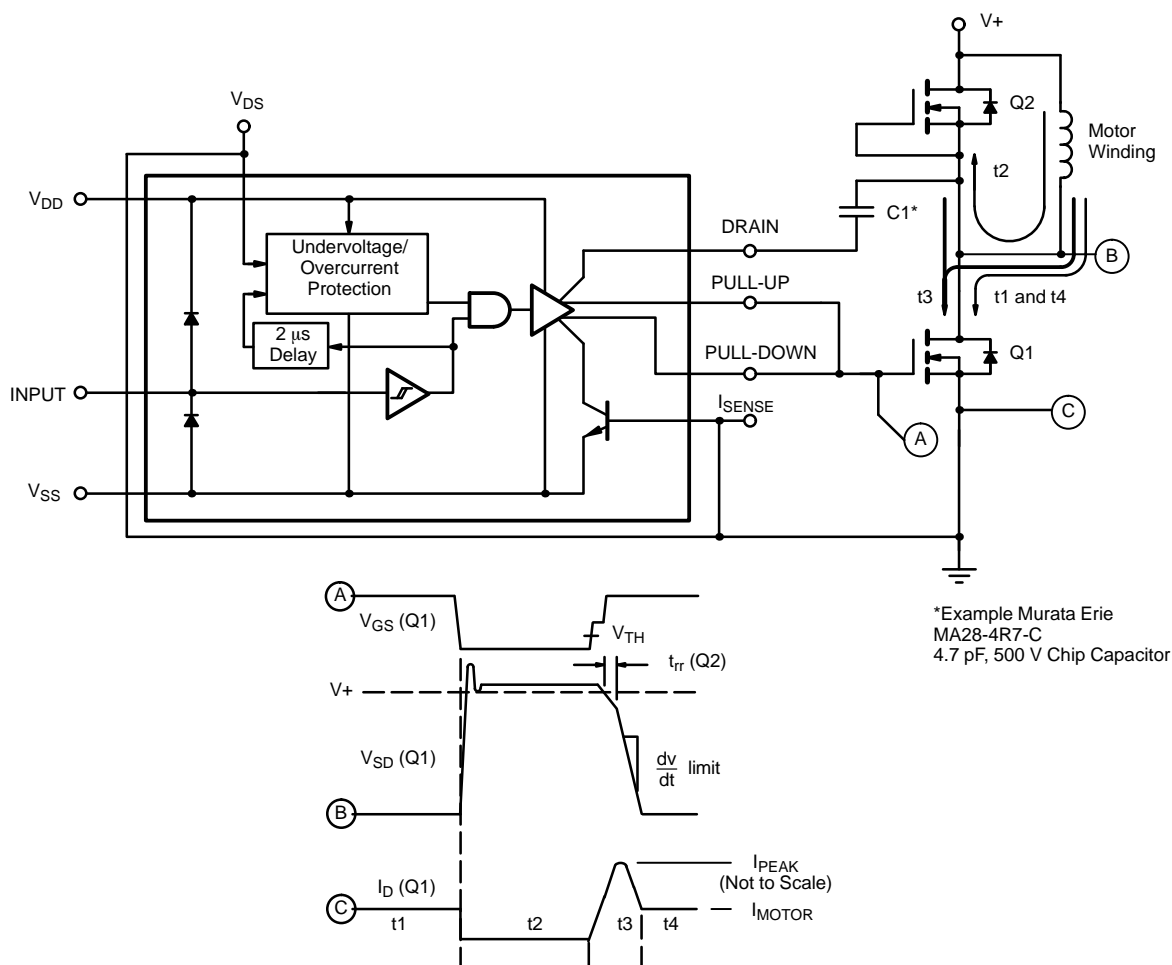 V+
VDS
Q2
Motor
Winding
t2
VDD
C1*
DRAIN
Undervoltage/
Overcurrent
Protection
B
PULL-UP
t3
t1 and t4
2 μs
Delay
PULL-DOWN
Q1
INPUT
ISENSE
C
A
VSS
*Example Murata Erie
MA28-4R7-C
4.7 pF, 500 V Chip Capacitor
A
VGS (Q1)
VTH
trr (Q2)
V+
VSD (Q1)
dv
dt
limit
B
IPEAK
(Not to Scale)
ID (Q1)
C
IMOTOR
t1
t2
t3
t4